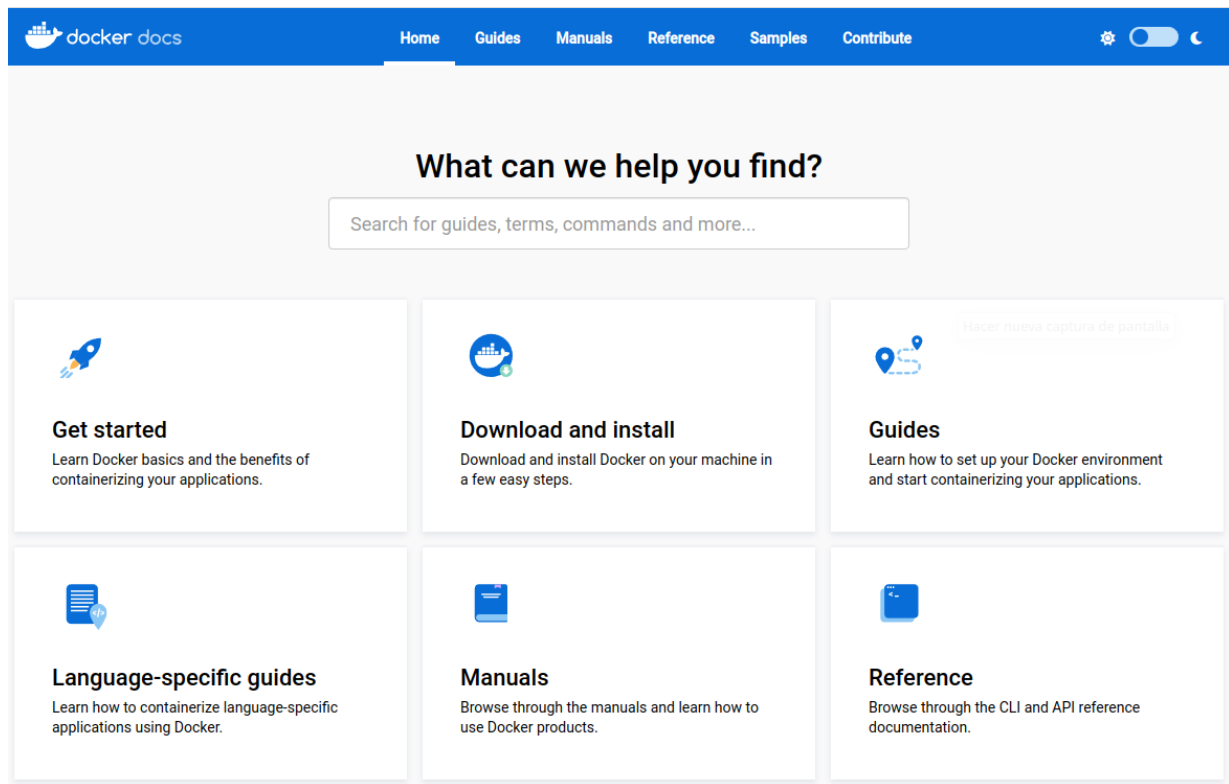 docker docs
Home Guides Manuals Reference Samples Contribute
What can we help you find?
Search for guides, terms, commands and more...
Hacer nueva captura de pantalla
Get started
Learn Docker basics and the benefits of
containerizing your applications.
Download and install
Download and install Docker on your machine in
a few easy steps.
Guides
Learn how to set up your Docker environment
and start containerizing your applications.
Language-specific guides
Learn how to containerize language-specific
applications using Docker.
Manuals
Browse through the manuals and learn how to
use Docker products.
Reference
Browse through the CLI and API reference
documentation.